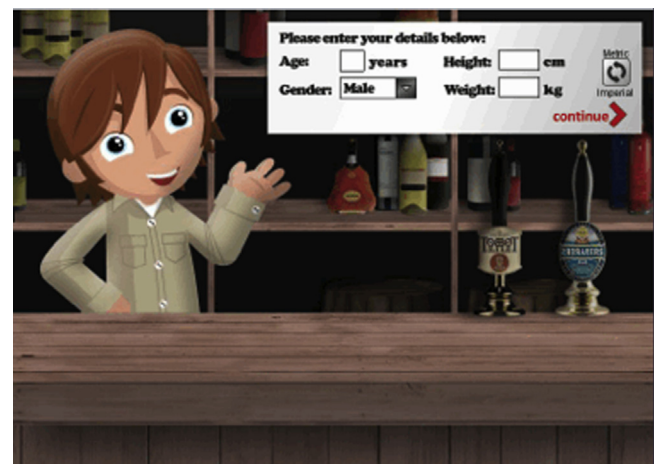 Please enter your details below:
Age: years Height: cm
Gender: Male Weight: kg
Metric
Imperial
continue